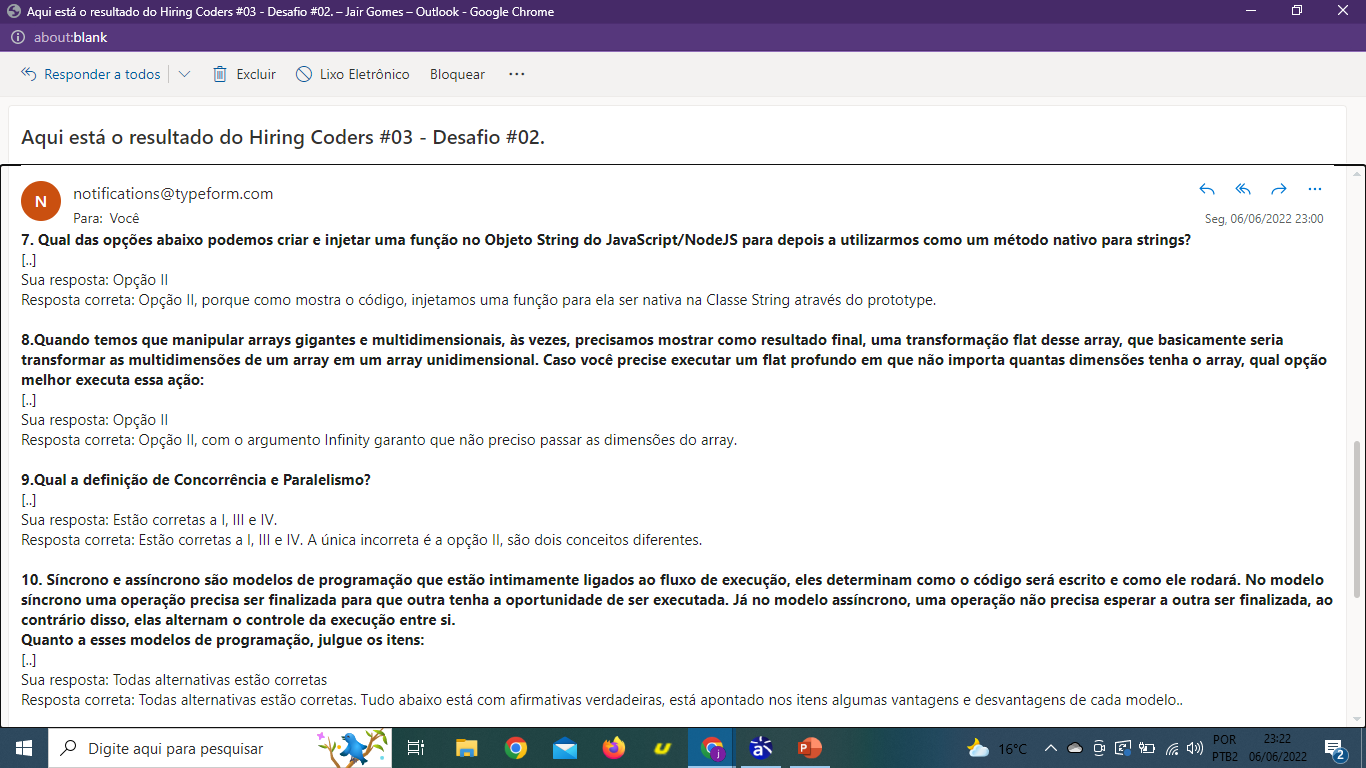 Aqui está o resultado do Hiring Coders #03 - Desafio #02. – Jair Gomes – Outlook - Google Chrome
about:blank
Responder a todos Excluir Lixo Eletrônico Bloquear ...
Aqui está o resultado do Hiring Coders #03 - Desafio #02.
N
notifications@typeform.com
Para: Você
Seg, 06/06/2022 23:00
7. Qual das opções abaixo podemos criar e injetar uma função no Objeto String do JavaScript/NodeJS para depois a utilizarmos como um método nativo para strings?
[..]
Sua resposta: Opção II
Resposta correta: Opção II, porque como mostra o código, injetamos uma função para ela ser nativa na Classe String através do prototype.
8.Quando temos que manipular arrays gigantes e multidimensionais, às vezes, precisamos mostrar como resultado final, uma transformação flat desse array, que basicamente seria
transformar as multidimensões de um array em um array unidimensional. Caso você precise executar um flat profundo em que não importa quantas dimensões tenha o array, qual opção
melhor executa essa ação:
[..]
Sua resposta: Opção II
Resposta correta: Opção II, com o argumento Infinity garanto que não preciso passar as dimensões do array.
9.Qual a definição de Concorrência e Paralelismo?
[..]
Sua resposta: Estão corretas a I, III e IV.
Resposta correta: Estão corretas a I, III e IV. A única incorreta é a opção II, são dois conceitos diferentes.
10. Síncrono e assíncrono são modelos de programação que estão intimamente ligados ao fluxo de execução, eles determinam como o código será escrito e como ele rodará. No modelo
síncrono uma operação precisa ser finalizada para que outra tenha a oportunidade de ser executada. Já no modelo assíncrono, uma operação não precisa esperar a outra ser finalizada, ao
contrário disso, elas alternam o controle da execução entre si.
Quanto a esses modelos de programação, julgue os itens:
[..]
Sua resposta: Todas alternativas estão corretas
Resposta correta: Todas alternativas estão corretas. Tudo abaixo está com afirmativas verdadeiras, está apontado nos itens algumas vantagens e desvantagens de cada modelo..
Digite aqui para pesquisar
16°C
POR
PTB2
23:22
06/06/2022
2